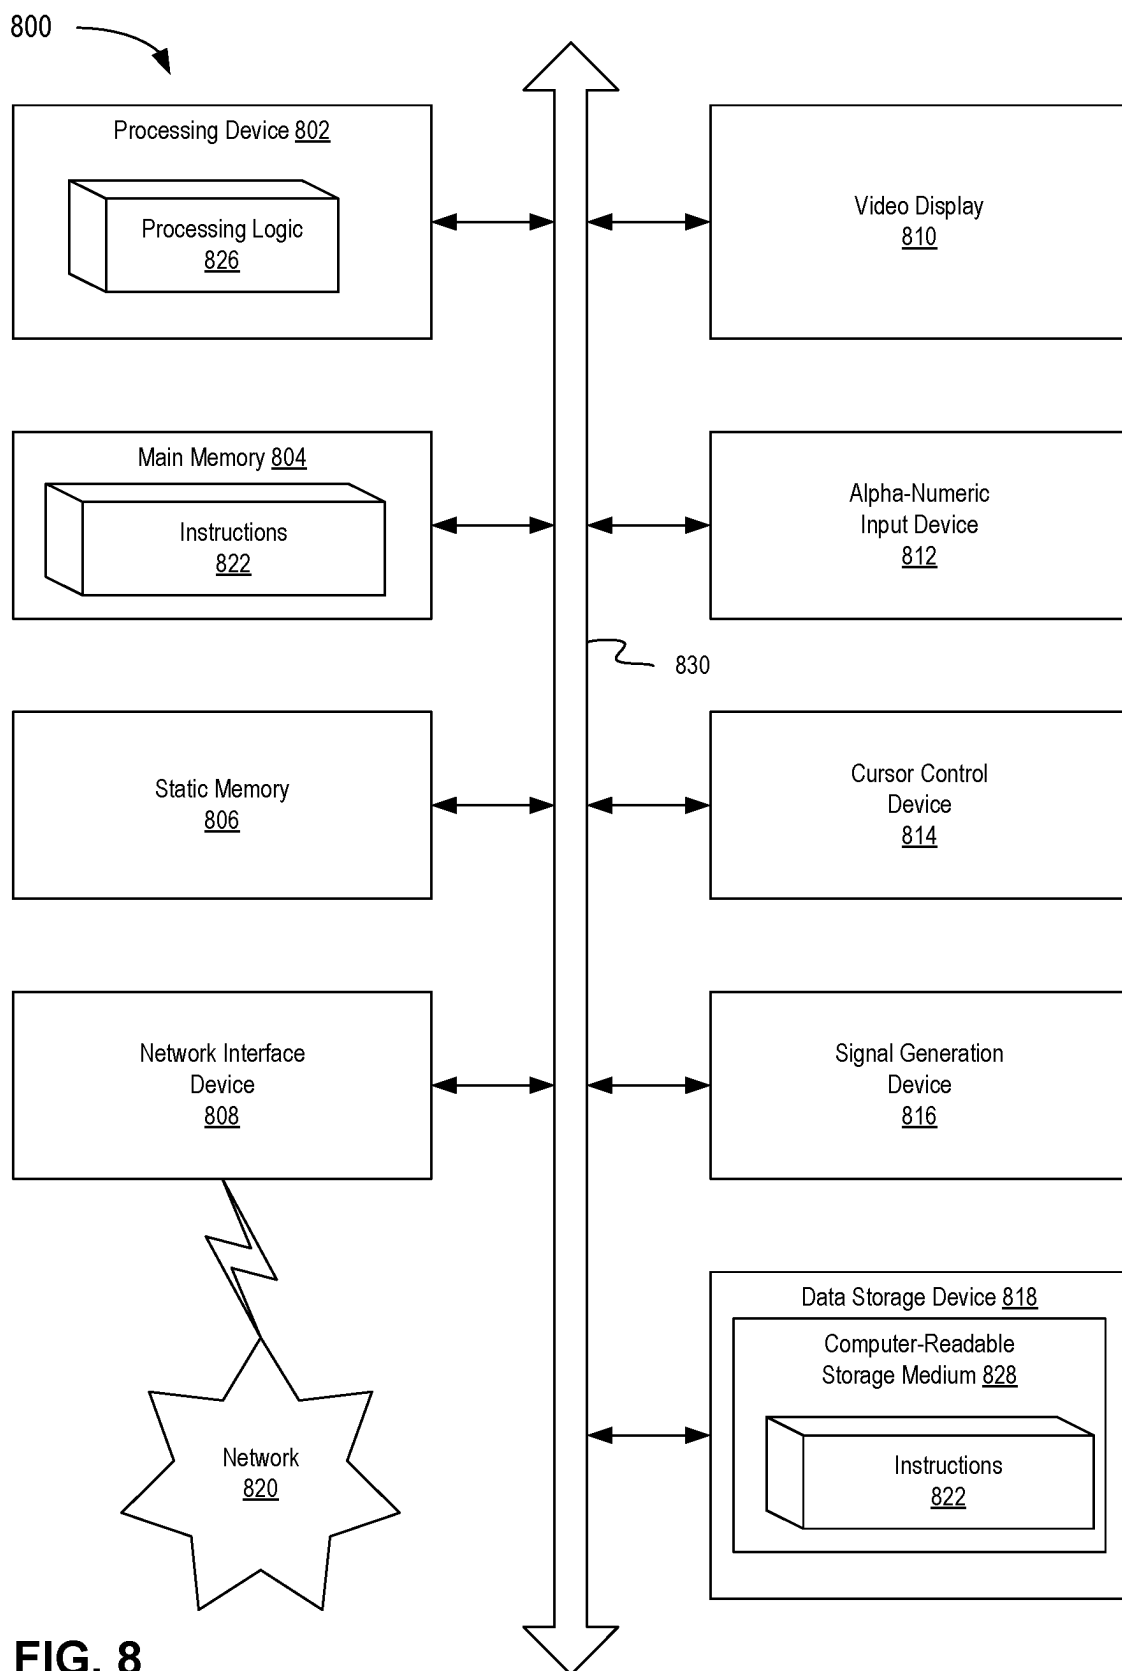 800
Processing Device 802
Processing Logic
826
Video Display
810
Main Memory 804
Instructions
822
Alpha-Numeric
Input Device
812
830
Static Memory
806
Cursor Control
Device
814
Network Interface
Device
808
Signal Generation
Device
816
Data Storage Device 818
Computer-Readable
Storage Medium 828
Instructions
822
Network
820
FIG. 8